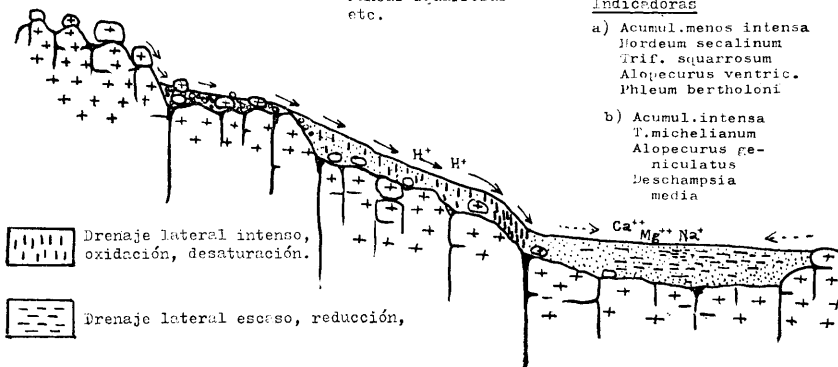 etc.
Indicadoras
a) Acumul.menos intensa
Hordeum secalinum
Trif. squarrosum
Alopecurus ventric.
Phleum bertholoni
b) Acumul.intensa
T.michelianum
Alopecurus ge-
niculatus
Deschampsia
media
H⁺ H⁺
Ca⁺⁺
Mg⁺⁺ Na⁺
Drenaje lateral intenso,
oxidación, desaturación.
Drenaje lateral escaso, reducción,